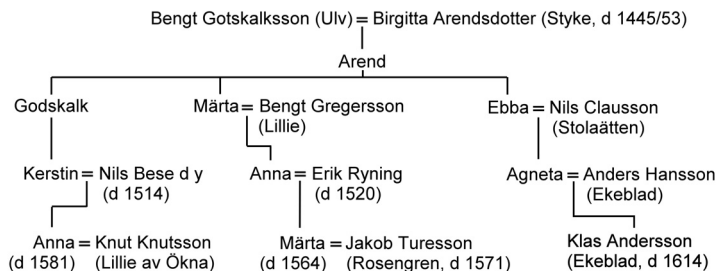 Bengt Gotskalksson (Ulv) = Birgitta Arendsdotter (Styke, d 1445/53)
Arend
Godskalk Märta = Bengt Gregersson Ebba = Nils Clausson
(Lillie) (Stolaätten)
Kerstin = Nils Bese d y Anna = Erik Ryning Agneta = Anders Hansson
(d 1514) (d 1520) (Ekeblad)
Anna = Knut Knutsson Märta = Jakob Turesson Klas Andersson
(d 1581) (Lillie av Ökna) (d 1564) (Rosengren, d 1571) (Ekeblad, d 1614)